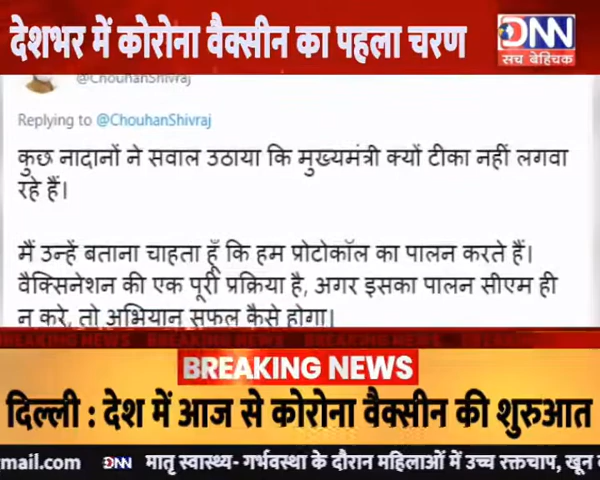 देशभर में कोरोना वैक्सीन का पहला चरण
DNN
सच बेहिचक
@ChouhanShivraj
Replying to @ChouhanShivraj
कुछ नादानों ने सवाल उठाया कि मुख्यमंत्री क्यों टीका नहीं लगवा
रहे हैं।
मैं उन्हें बताना चाहता हूँ कि हम प्रोटोकॉल का पालन करते हैं।
वैक्सिनेशन की एक पूरी प्रक्रिया है, अगर इसका पालन सीएम ही
न करे, तो अभियान सफल कैसे होगा।
BREAKING NEWS
दिल्ली : देश में आज से कोरोना वैक्सीन की शुरुआत
mail.com DNN मातृ स्वास्थ्य- गर्भवस्था के दौरान महिलाओं में उच्च रक्तचाप, खून